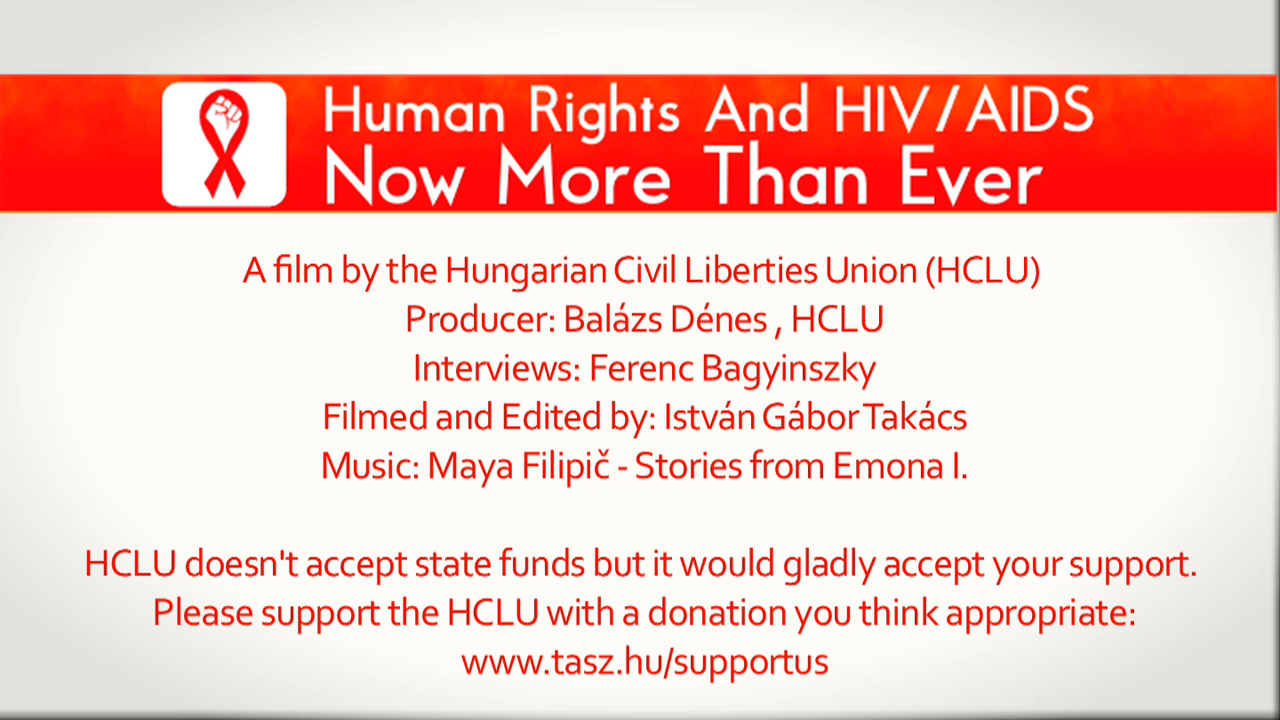 Human Rights And HIV/AIDS
Now More Than Ever
A film by the Hungarian Civil Liberties Union (HCLU)
Producer: Balázs Dénes , HCLU
Interviews: Ferenc Bagyinszky
Filmed and Edited by: István Gábor Takács
Music: Maya Filipič - Stories from Emona I.
HCLU doesn't accept state funds but it would gladly accept your support.
Please support the HCLU with a donation you think appropriate:
www.tasz.hu/supportus